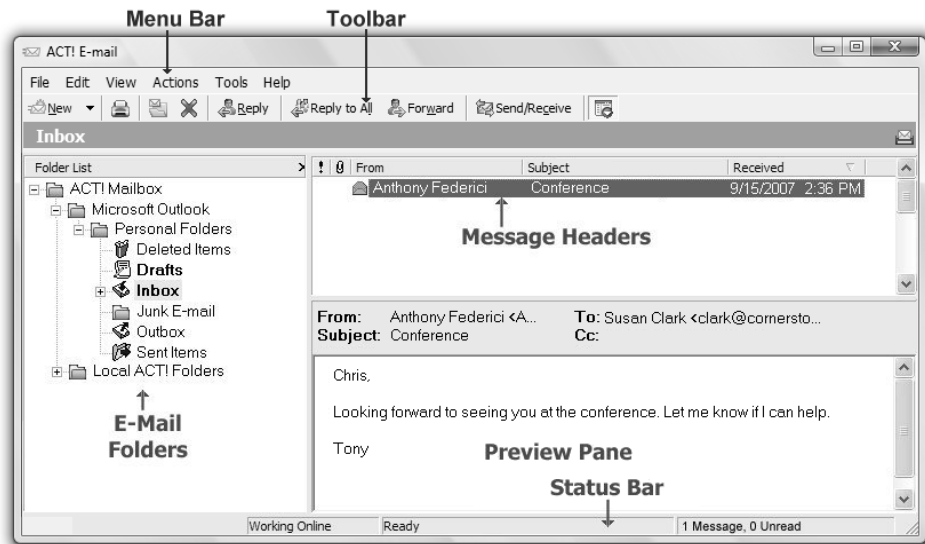 Menu Bar
Toolbar
ACT! E-mail
File Edit View Actions Tools Help
New Reply Reply to All Forward Send/Receive
Inbox
Folder List
ACT! Mailbox
Microsoft Outlook
Personal Folders
Deleted Items
Drafts
Inbox
Junk E-mail
Outbox
Sent Items
Local ACT! Folders
E-Mail
Folders
! From Subject Received
Anthony Federici Conference 9/15/2007 2:36 PM
Message Headers
From: Anthony Federici <A... To: Susan Clark <clark@cornersto...
Subject: Conference Cc:
Chris,
Looking forward to seeing you at the conference. Let me know if I can help.
Tony
Preview Pane
Status Bar
Working Online Ready 1 Message, 0 Unread